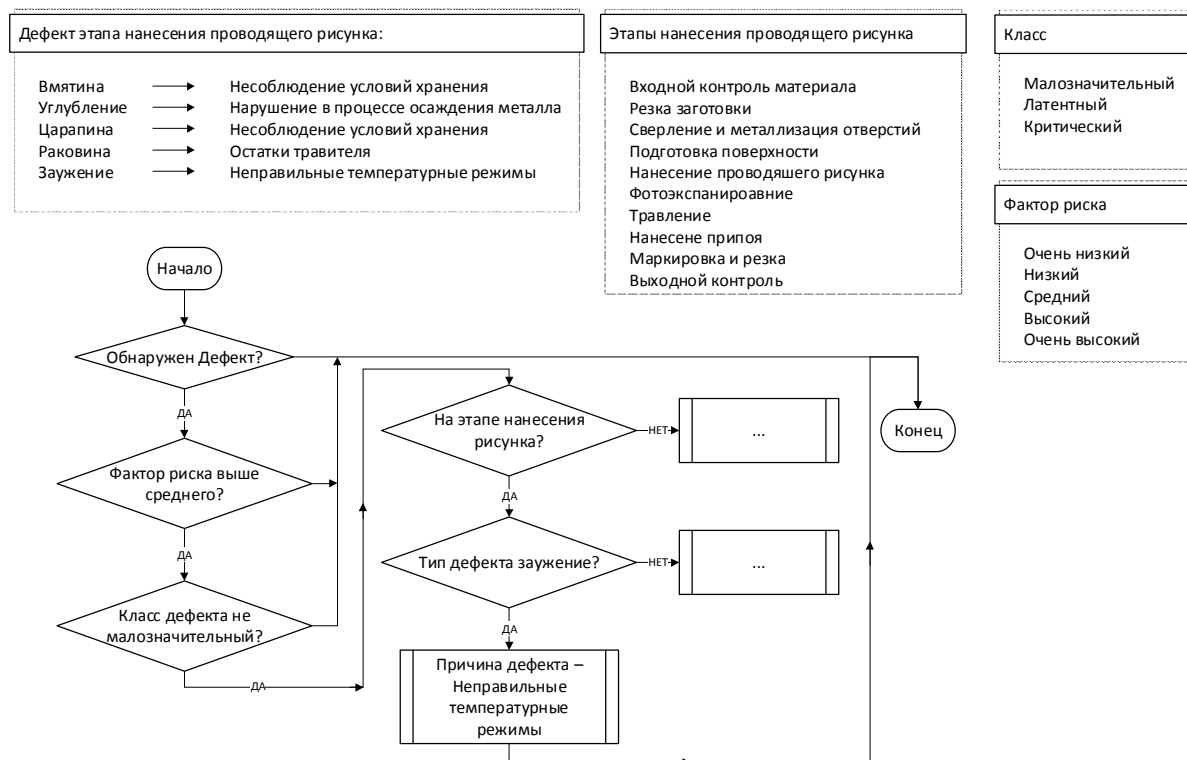 Дефект этапа нанесения проводящего рисунка:
Вмятина Несоблюдение условий хранения
Углубление Нарушение в процессе осаждения металла
Царапина Несоблюдение условий хранения
Раковина Остатки травителя
Заужение Неправильные температурные режимы
Этапы нанесения проводящего рисунка
Входной контроль материала
Резка заготовки
Сверление и металлизация отверстий
Подготовка поверхности
Нанесение проводяшего рисунка
Фотоэкспанироавние
Травление
Нанесене припоя
Маркировка и резка
Выходной контроль
Класс
Малозначительный
Латентный
Критический
Фактор риска
Очень низкий
Низкий
Средний
Высокий
Очень высокий
Начало
Обнаружен Дефект?
ДА
Фактор риска выше
среднего?
ДА
Класс дефекта не
малозначительный?
ДА
На этапе нанесения
рисунка?
НЕТ
...
ДА
Тип дефекта заужение?
НЕТ
...
ДА
Причина дефекта –
Неправильные
температурные
режимы
Конец